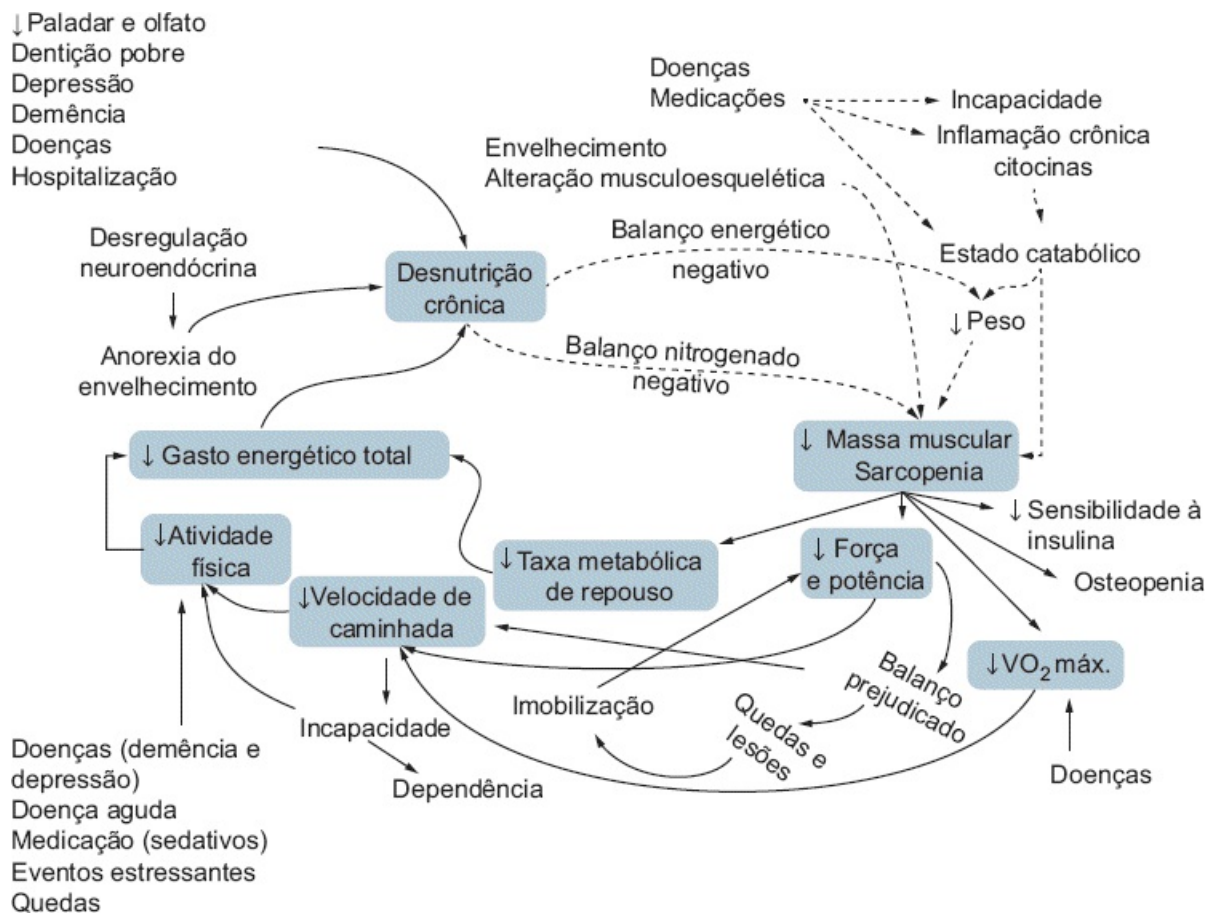 ↓ Paladar e olfato
Dentição pobre
Depressão
Demência
Doenças
Hospitalização
Doenças
Medicações
Incapacidade
Inflamação crônica
citocinas
Envelhecimento
Alteração musculoesquelética
Desregulação
neuroendócrina
Balanço energético
negativo
Estado catabólico
Desnutrição
crônica
↓ Peso
Anorexia do
envelhecimento
Balanço nitrogenado
negativo
↓ Gasto energético total
↓ Massa muscular
Sarcopenia
↓ Atividade
física
↓ Velocidade de
caminhada
↓ Taxa metabólica
de repouso
↓ Força
e potência
↓ Sensibilidade à
insulina
Osteopenia
↓ VO2 máx.
Balanço
prejudicado
Quedas e
lesões
Imobilização
Incapacidade
Dependência
Doenças
Doenças (demência e
depressão)
Doença aguda
Medicação (sedativos)
Eventos estressantes
Quedas